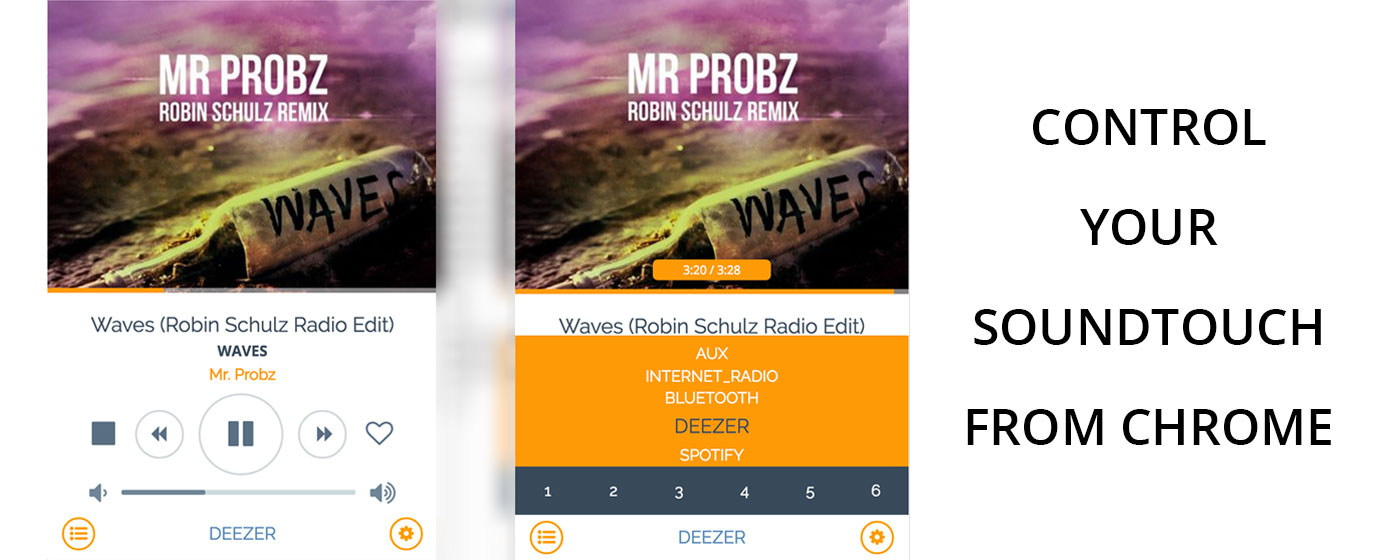 MR PROBZ
ROBIN SCHULZ REMIX
WAVES
Waves (Robin Schulz Radio Edit)
WAVES
Mr. Probz
DEEZER
MR PROBZ
ROBIN SCHULZ REMIX
WAVES
3:20 / 3:28
Waves (Robin Schulz Radio Edit)
AUX
INTERNET_RADIO
BLUETOOTH
DEEZER
SPOTIFY
1 2 3 4 5 6
DEEZER
CONTROL
YOUR
SOUNDTOUCH
FROM CHROME